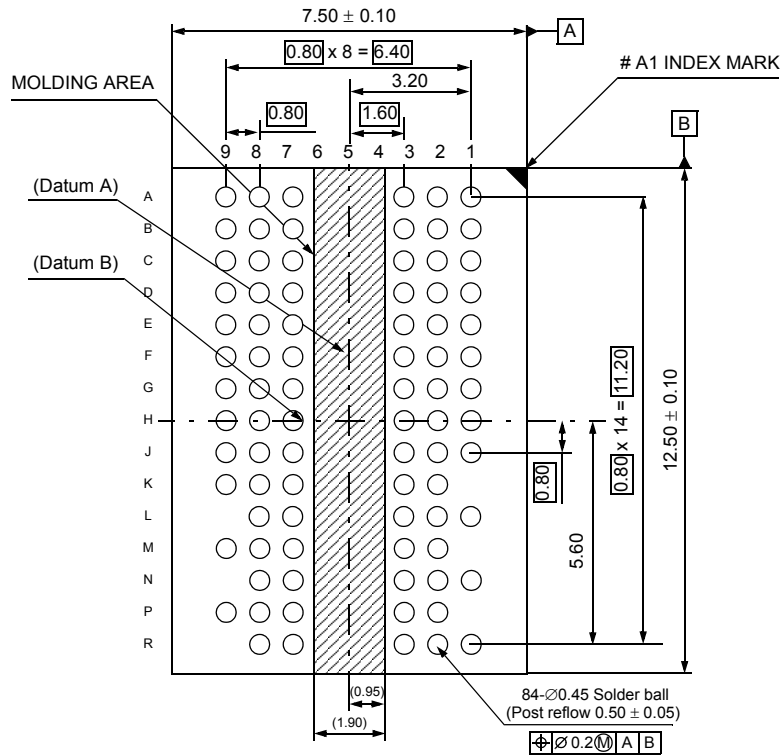 7.50 ± 0.10
A
0.80 x 8 = 6.40
# A1 INDEX MARK
3.20
MOLDING AREA
0.80
1.60
B
9 8 7 6 5 4 3 2 1
(Datum A)
A
B
(Datum B)
C
D
E
F
G
H
J
K
L
M
N
P
R
0.80
5.60
0.80 x 14 = 11.20
12.50 ± 0.10
(0.95)
(1.90)
84-∅0.45 Solder ball
(Post reflow 0.50 ± 0.05)
⌖ ∅ 0.2 Ⓜ A B